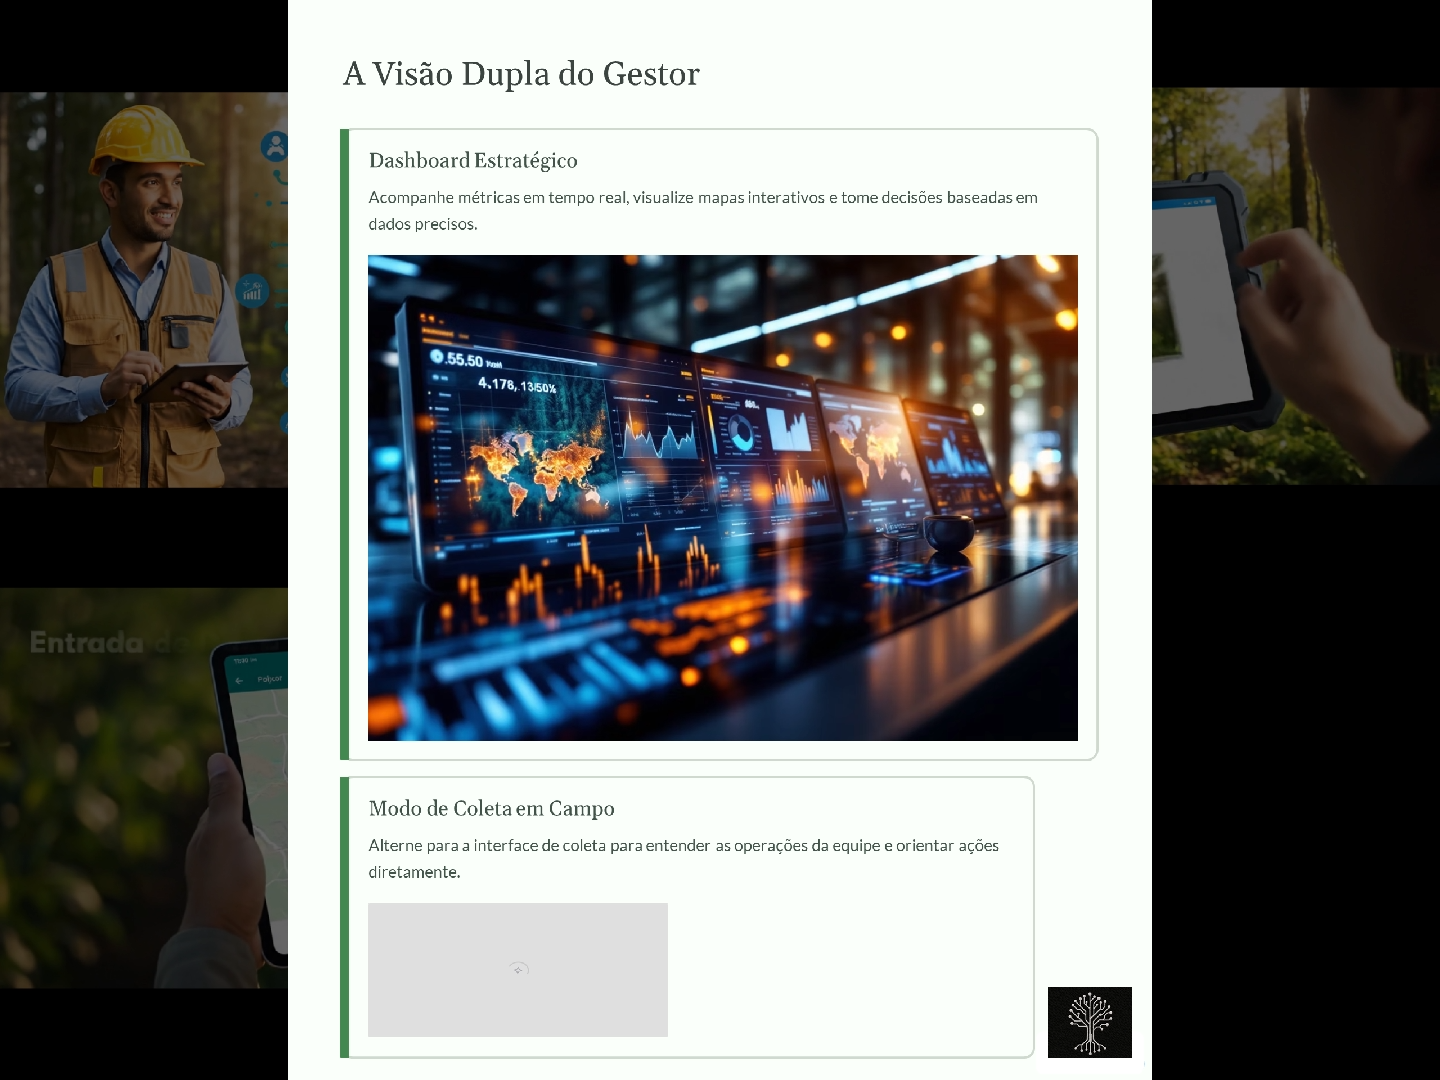 A Visão Dupla do Gestor
Dashboard Estratégico
Acompanhe métricas em tempo real, visualize mapas interativos e tome decisões baseadas em
dados precisos.
55.50
4.178,.13/50%
Modo de Coleta em Campo
Alterne para a interface de coleta para entender as operações da equipe e orientar ações
diretamente.
Entrada de